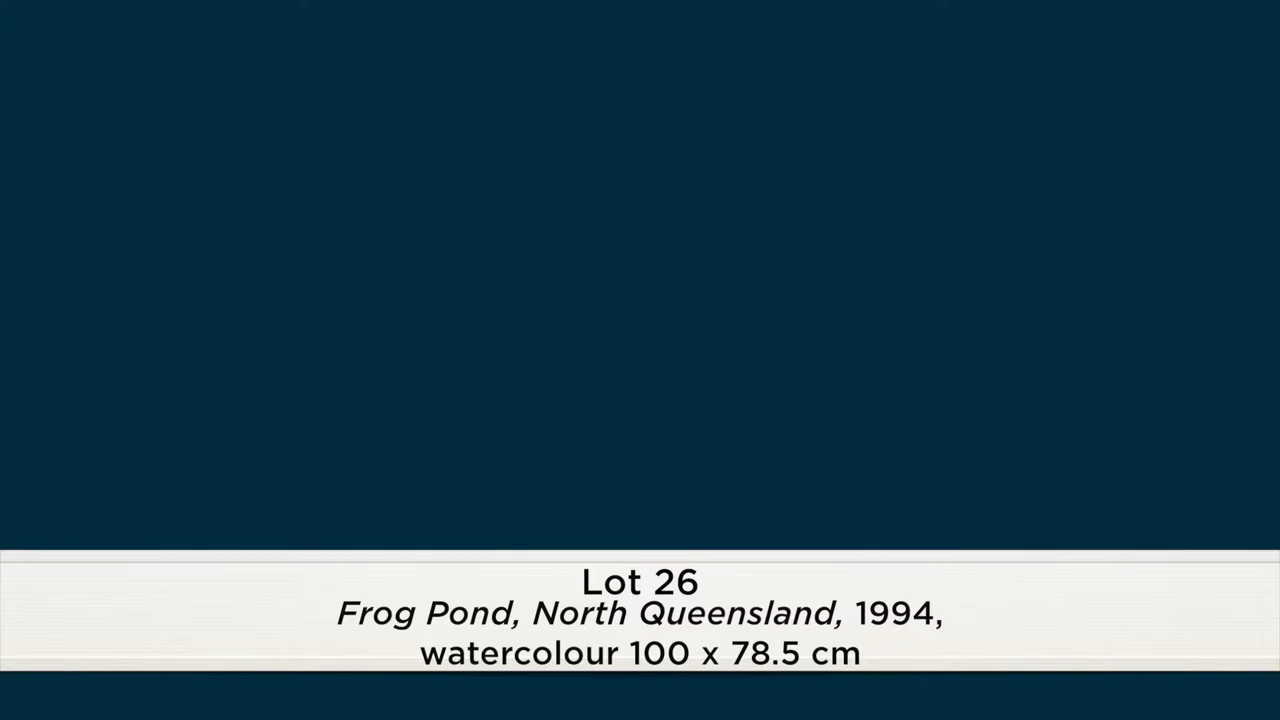 Lot 26
Frog Pond, North Queensland, 1994,
watercolour 100 x 78.5 cm